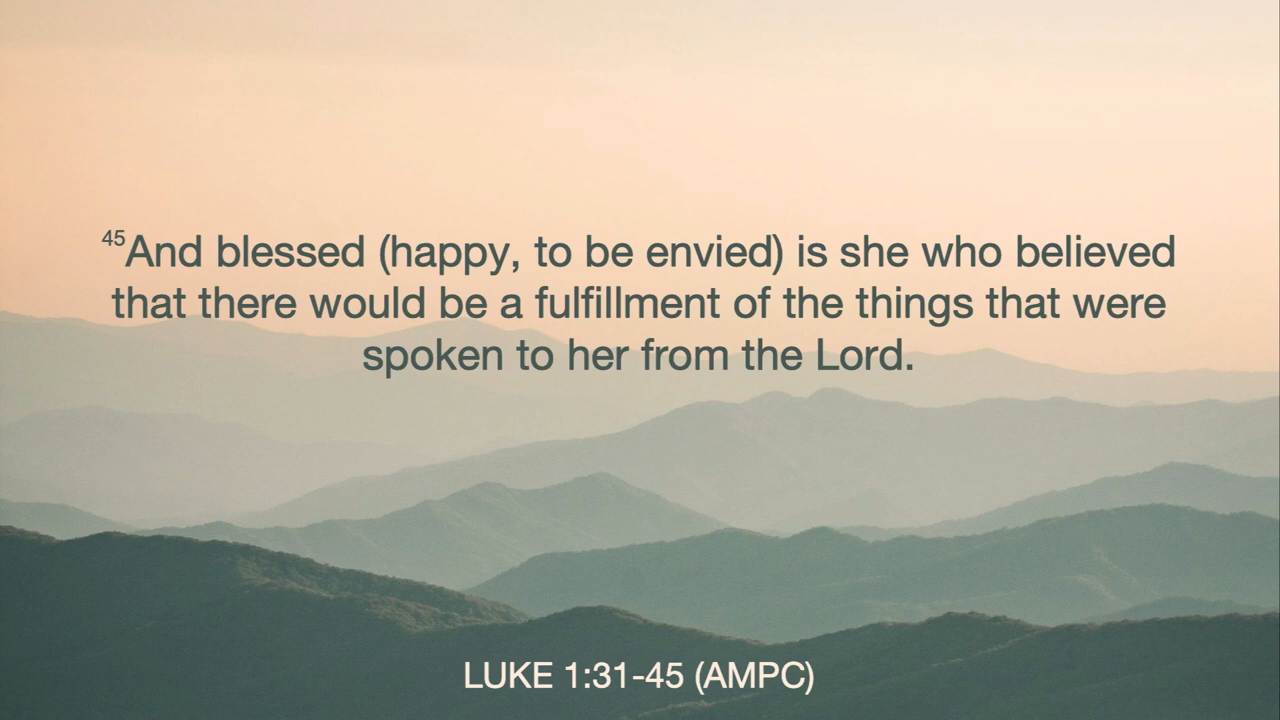 45And blessed (happy, to be envied) is she who believed
that there would be a fulfillment of the things that were
spoken to her from the Lord.
LUKE 1:31-45 (AMPC)